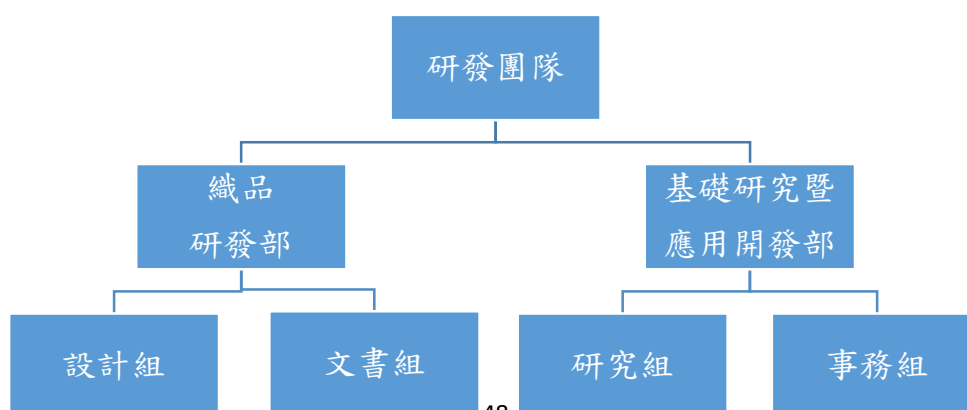 研發團隊
織品
研發部
基礎研究暨
應用開發部
設計組
文書組
研究組
事務組